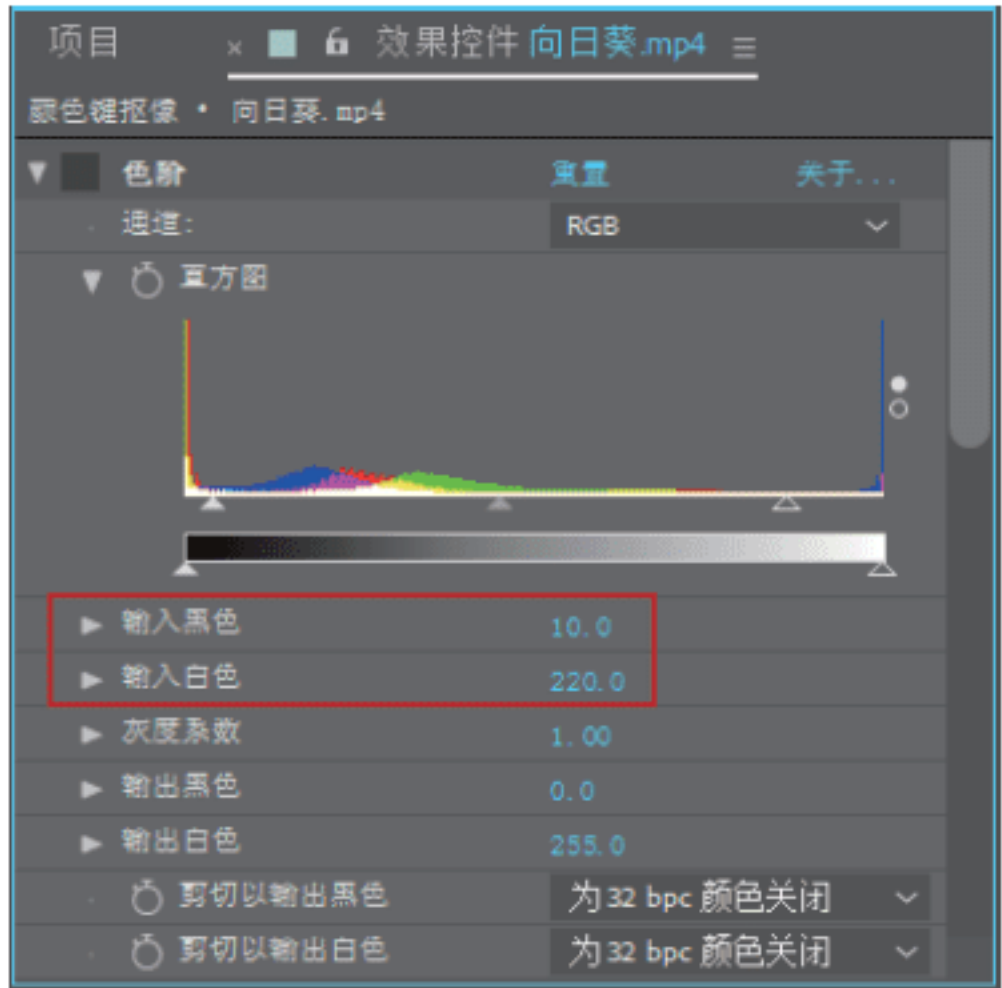 项目 × 效果控件 向日葵.mp4
颜色键抠像 • 向日葵.mp4
色阶 重置 关于...
通道: RGB
直方图
输入黑色 10.0
输入白色 220.0
灰度系数 1.00
输出黑色 0.0
输出白色 255.0
剪切以输出黑色 为 32 bpc 颜色关闭
剪切以输出白色 为 32 bpc 颜色关闭